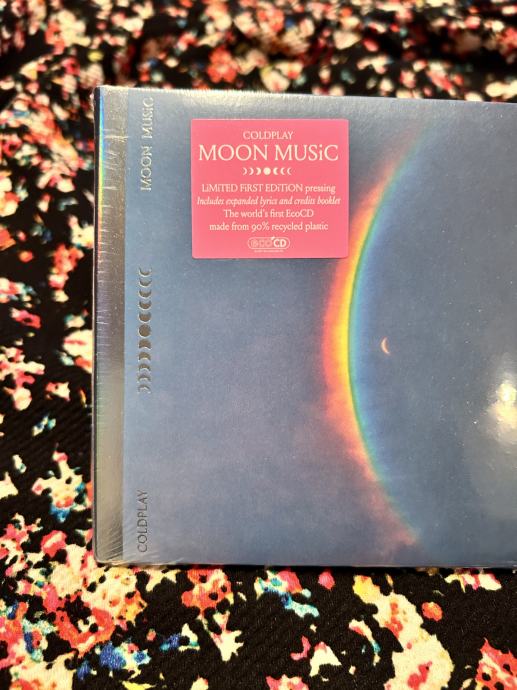 COLDPLAY
MOON MUSiC
LiMiTED FiRST EDiTiON pressing
Includes expanded lyrics and credits booklet
The world's first EcoCD
made from 90% recycled plastic
ecoCD
MOON MUSiC
COLDPLAY